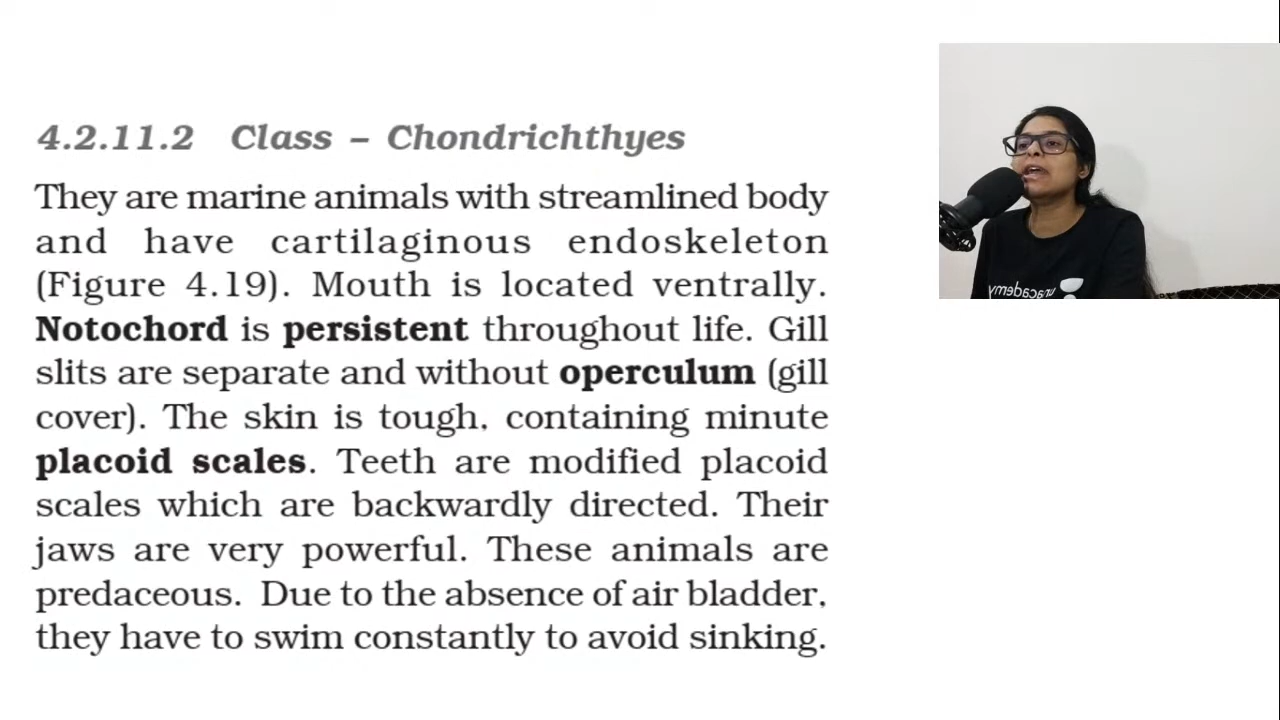 4.2.11.2 Class – Chondrichthyes
They are marine animals with streamlined body
and have cartilaginous endoskeleton
(Figure 4.19). Mouth is located ventrally.
Notochord is persistent throughout life. Gill
slits are separate and without operculum (gill
cover). The skin is tough, containing minute
placoid scales. Teeth are modified placoid
scales which are backwardly directed. Their
jaws are very powerful. These animals are
predaceous. Due to the absence of air bladder,
they have to swim constantly to avoid sinking.
unacademy